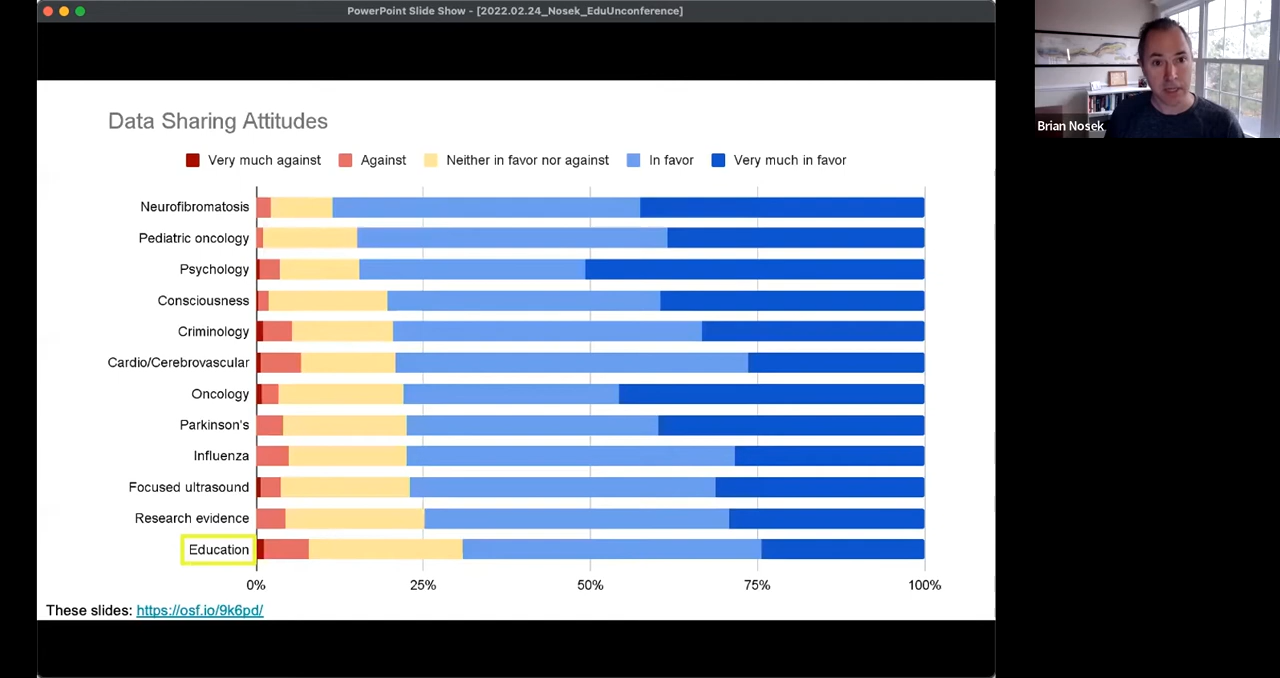 PowerPoint Slide Show - [2022.02.24_Nosek_EduUnconference]
Brian Nosek
Data Sharing Attitudes
Very much against Against Neither in favor nor against In favor Very much in favor
Neurofibromatosis
Pediatric oncology
Psychology
Consciousness
Criminology
Cardio/Cerebrovascular
Oncology
Parkinson's
Influenza
Focused ultrasound
Research evidence
Education
0% 25% 50% 75% 100%
These slides: https://osf.io/9k6pd/